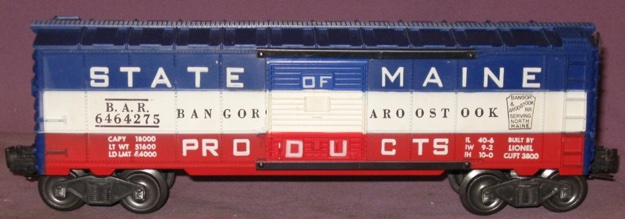 STATE OF MAINE
B.A.R.
6464275
BANGOR AROOSTOOK
BANGOR
&
AROOSTOOK
RR
SERVING
NORTH
MAINE
PRODUCTS
CAPY 16000
LT WT 51600
LD LMT 64000
IL 40-6
IW 9-2
IH 10-0
BUILT BY
LIONEL
CUFT 3800